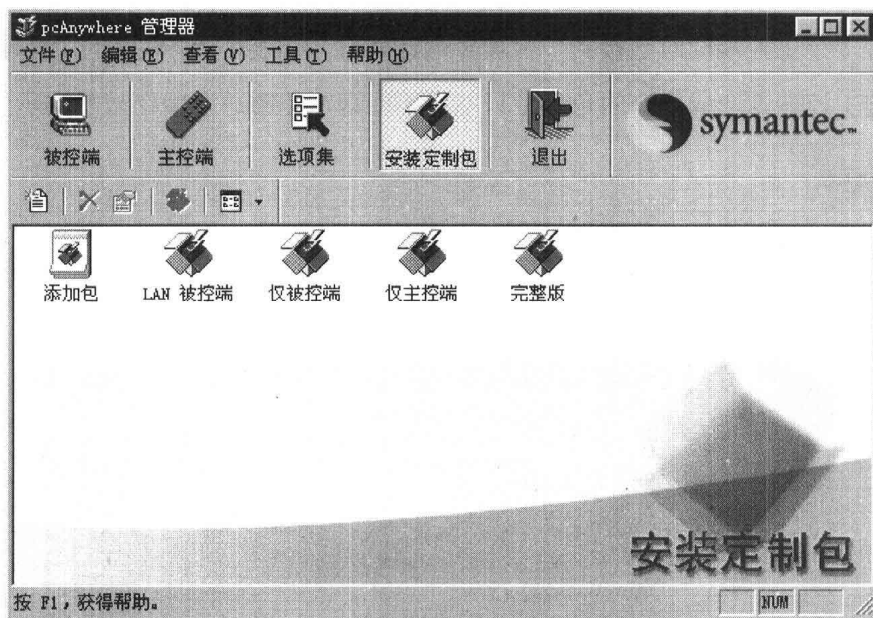 pcAnywhere 管理器
文件(F) 编辑(E) 查看(V) 工具(T) 帮助(H)
被控端 主控端 选项集 安装定制包 退出 symantec.
添加包 LAN 被控端 仅被控端 仅主控端 完整版
安装定制包
按 F1，获得帮助。 NUM